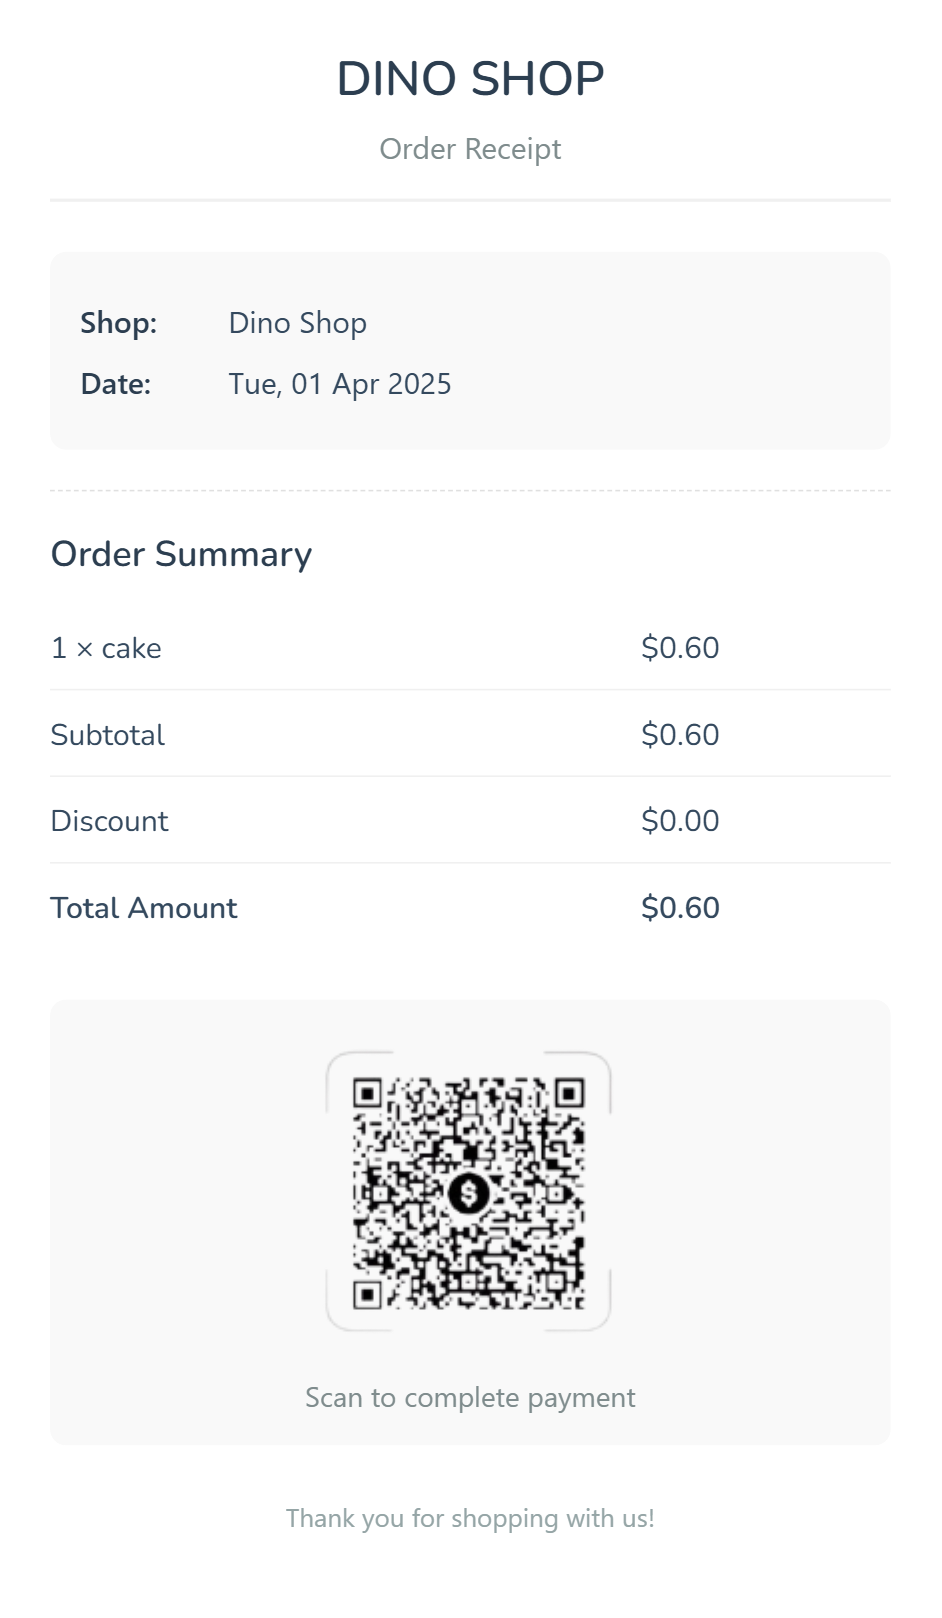 DINO SHOP
Order Receipt
Shop: Dino Shop
Date: Tue, 01 Apr 2025
Order Summary
1 × cake $0.60
Subtotal $0.60
Discount $0.00
Total Amount $0.60
$
Scan to complete payment
Thank you for shopping with us!